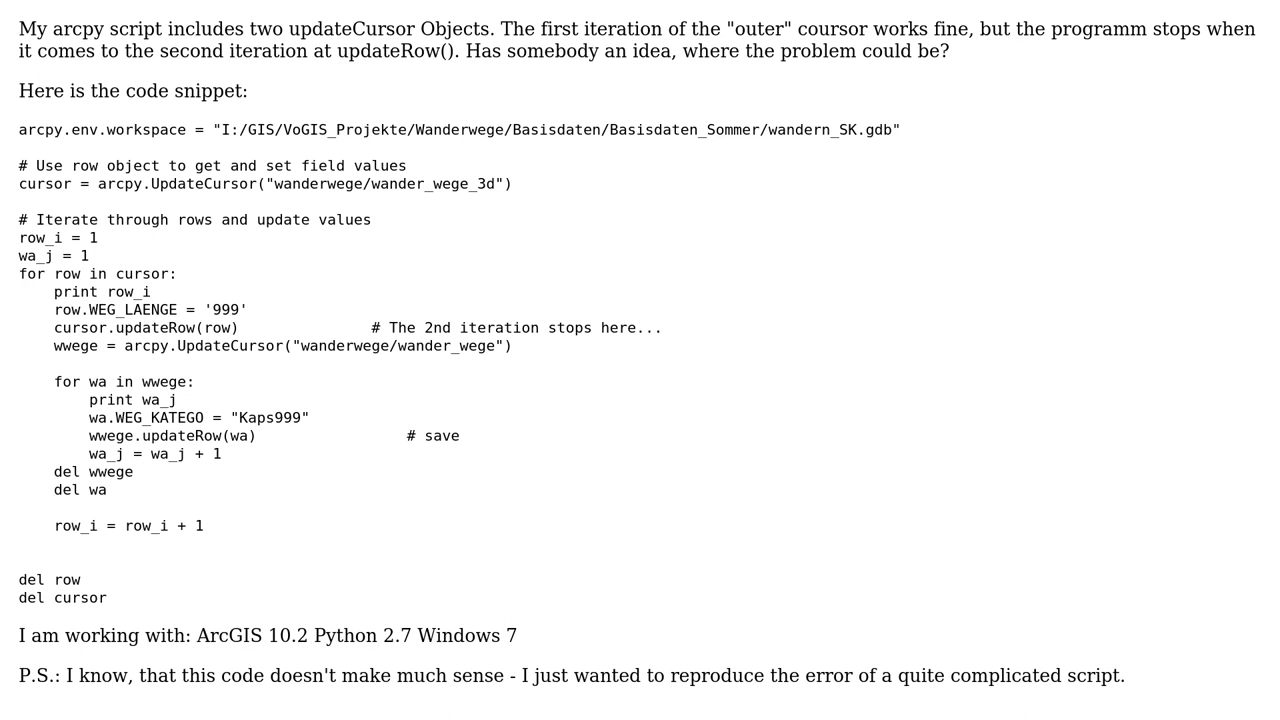 My arcpy script includes two updateCursor Objects. The first iteration of the "outer" coursor works fine, but the programm stops when
it comes to the second iteration at updateRow(). Has somebody an idea, where the problem could be?
Here is the code snippet:
arcpy.env.workspace = "I:/GIS/VoGIS_Projekte/Wanderwege/Basisdaten/Basisdaten_Sommer/wandern_SK.gdb"
# Use row object to get and set field values
cursor = arcpy.UpdateCursor("wanderwege/wander_wege_3d")
# Iterate through rows and update values
row_i = 1
wa_j = 1
for row in cursor:
    print row_i
    row.WEG_LAENGE = '999'
    cursor.updateRow(row)               # The 2nd iteration stops here...
    wwege = arcpy.UpdateCursor("wanderwege/wander_wege")
    for wa in wwege:
        print wa_j
        wa.WEG_KATEGO = "Kaps999"
        wwege.updateRow(wa)                 # save
        wa_j = wa_j + 1
    del wwege
    del wa
    row_i = row_i + 1
del row
del cursor
I am working with: ArcGIS 10.2 Python 2.7 Windows 7
P.S.: I know, that this code doesn't make much sense - I just wanted to reproduce the error of a quite complicated script.